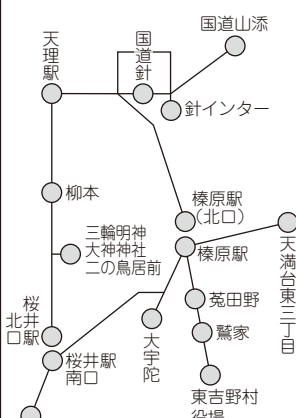 国道山添
天理駅
国道針
針インター
柳本
榛原駅
(北口)
榛原駅
天満台東三丁目
三輪明神
大神神社
二の鳥居前
菟田野
桜井駅
北口
鷲家
桜井駅
南口
大宇陀
東吉野村
役場